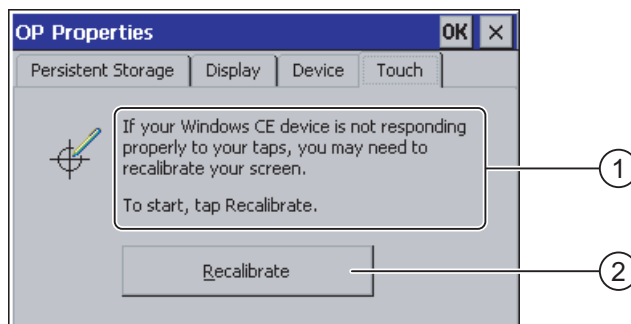 OP Properties OK ×
Persistent Storage Display Device Touch
If your Windows CE device is not responding
properly to your taps, you may need to
recalibrate your screen.
To start, tap Recalibrate.
1
Recalibrate
2